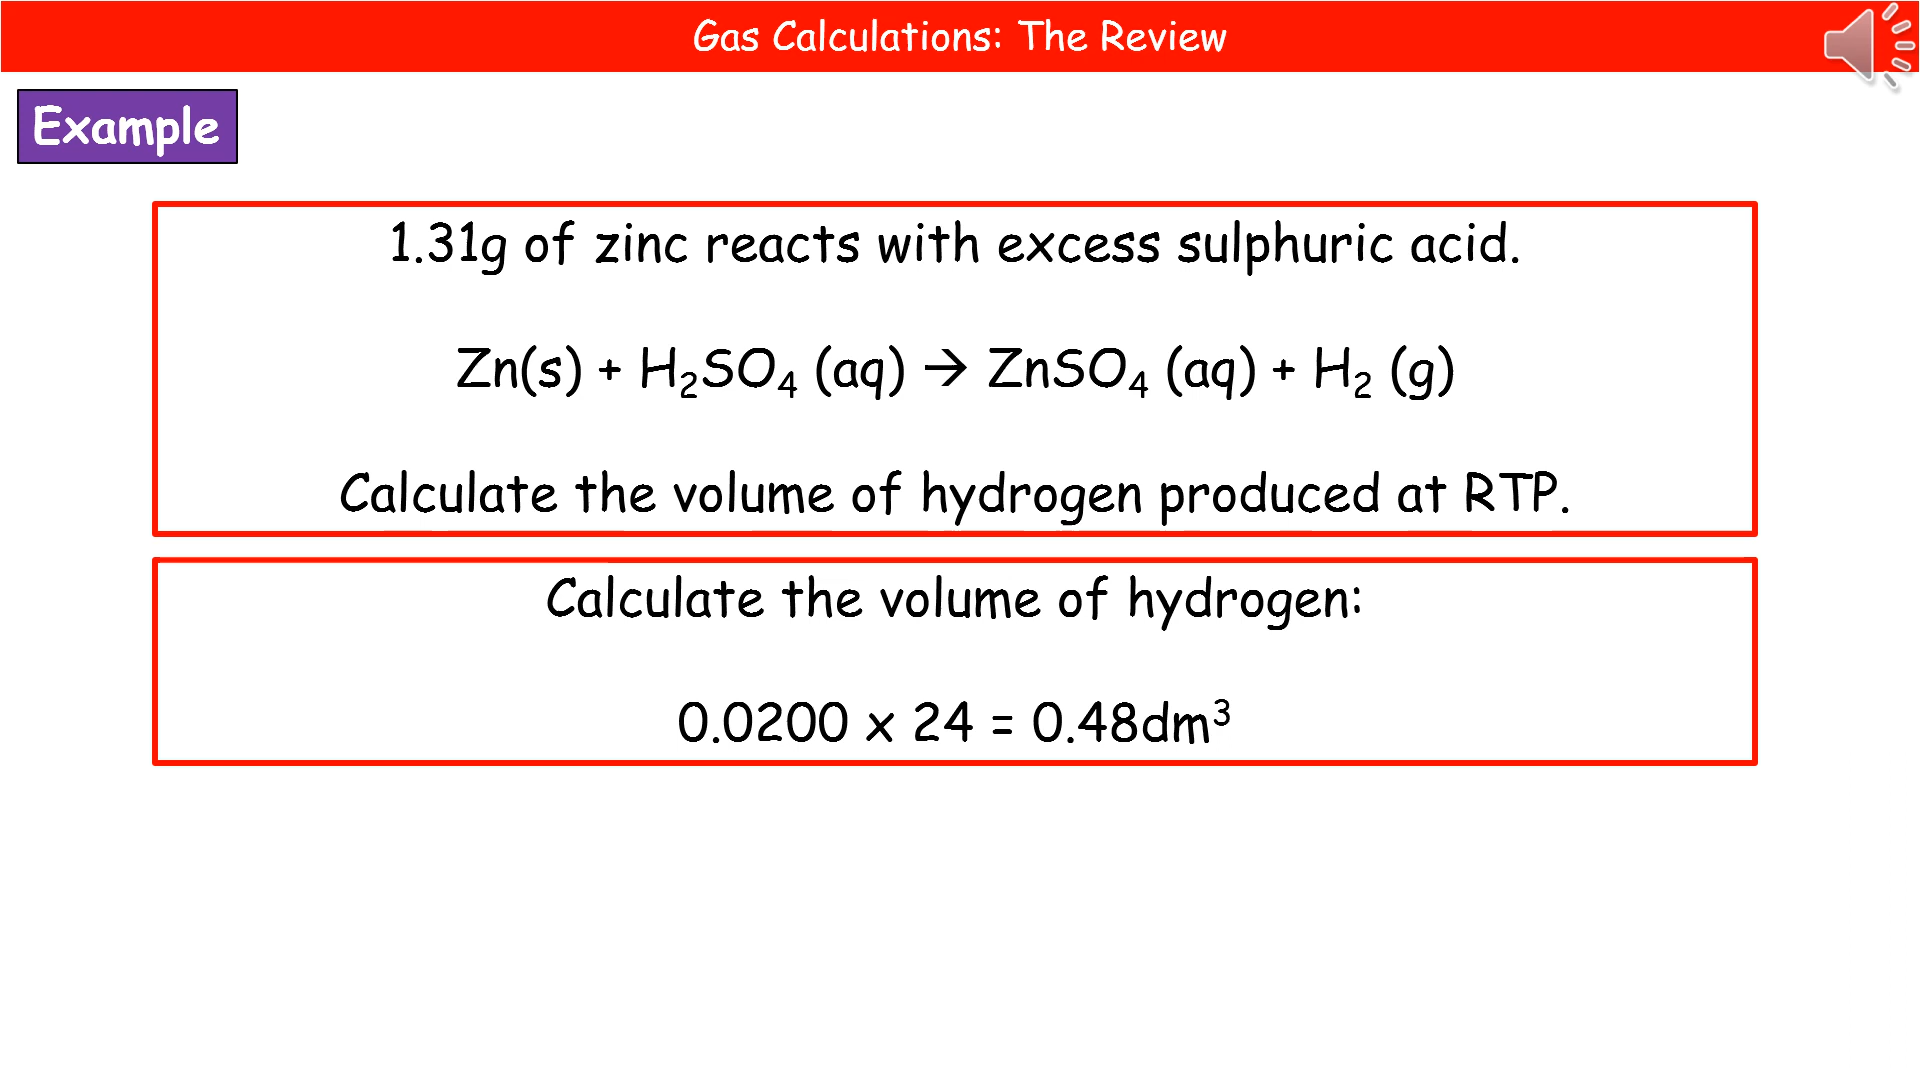 Gas Calculations: The Review
Example
1.31g of zinc reacts with excess sulphuric acid.
Zn(s) + H₂SO₄ (aq) → ZnSO₄ (aq) + H₂ (g)
Calculate the volume of hydrogen produced at RTP.
Calculate the volume of hydrogen:
0.0200 x 24 = 0.48dm³